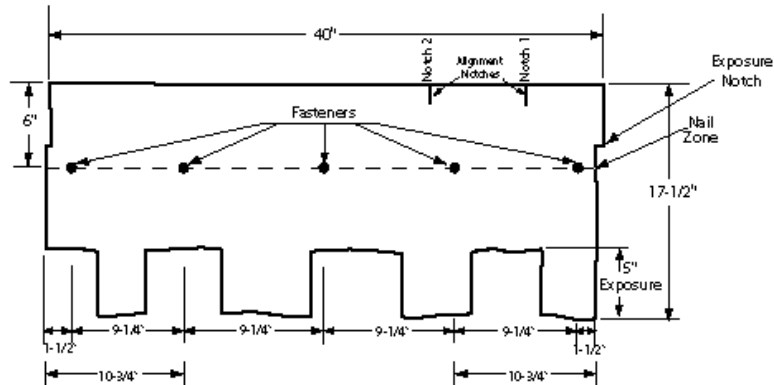 40"
Notch 2
Alignment
Notches
Notch 1
Exposure
Notch
6"
Fasteners
Nail
Zone
17-1/2"
5"
Exposure
9-1/4"
9-1/4"
9-1/4"
9-1/4"
1-1/2"
1-1/2"
10-3/4"
10-3/4"